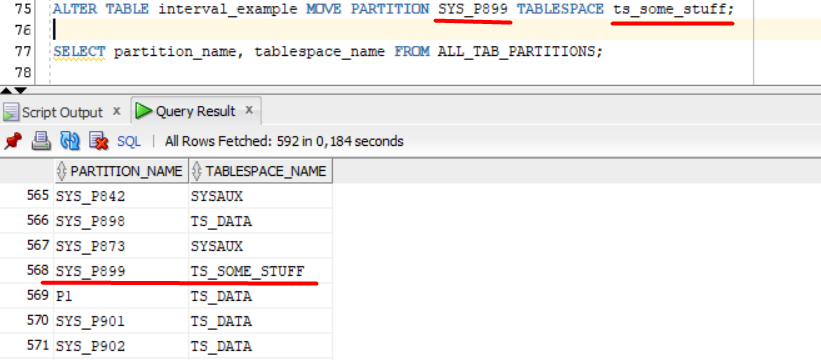 75 ALTER TABLE interval_example MOVE PARTITION SYS_P899 TABLESPACE ts_some_stuff;
76
77 SELECT partition_name, tablespace_name FROM ALL_TAB_PARTITIONS;
78
Script Output x Query Result x
SQL | All Rows Fetched: 592 in 0,184 seconds
PARTITION_NAME TABLESPACE_NAME
565 SYS_P842 SYSAUX
566 SYS_P898 TS_DATA
567 SYS_P873 SYSAUX
568 SYS_P899 TS_SOME_STUFF
569 P1 TS_DATA
570 SYS_P901 TS_DATA
571 SYS_P902 TS_DATA